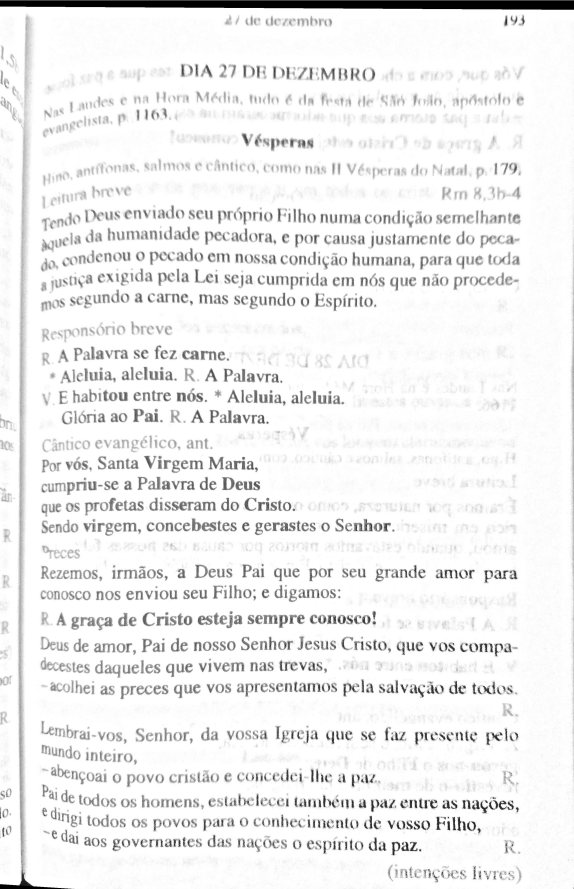 27 de dezembro 193
DIA 27 DE DEZEMBRO
Nas Laudes e na Hora Média, tudo é da festa de São João, apóstolo e
evangelista, p. 1163.
Vésperas
Hino, antífonas, salmos e cântico, como nas II Vésperas do Natal, p. 179.
Leitura breve Rm 8,3b-4
Tendo Deus enviado seu próprio Filho numa condição semelhante
àquela da humanidade pecadora, e por causa justamente do peca-
do, condenou o pecado em nossa condição humana, para que toda
a justiça exigida pela Lei seja cumprida em nós que não procede-
mos segundo a carne, mas segundo o Espírito.
Responsório breve
R. A Palavra se fez carne.
* Aleluia, aleluia. R. A Palavra.
V. E habitou entre nós. * Aleluia, aleluia.
Glória ao Pai. R. A Palavra.
Cântico evangélico, ant.
Por vós, Santa Virgem Maria,
cumpriu-se a Palavra de Deus
que os profetas disseram do Cristo.
Sendo virgem, concebestes e gerastes o Senhor.
Preces
Rezemos, irmãos, a Deus Pai que por seu grande amor para
conosco nos enviou seu Filho; e digamos:
R. A graça de Cristo esteja sempre conosco!
Deus de amor, Pai de nosso Senhor Jesus Cristo, que vos compa-
decestes daqueles que vivem nas trevas,
– acolhei as preces que vos apresentamos pela salvação de todos.
R.
Lembrai-vos, Senhor, da vossa Igreja que se faz presente pelo
mundo inteiro,
– abençoai o povo cristão e concedei-lhe a paz. R.
Pai de todos os homens, estabelecei também a paz entre as nações,
e dirigi todos os povos para o conhecimento de vosso Filho,
– e dai aos governantes das nações o espírito da paz. R.
(intenções livres)